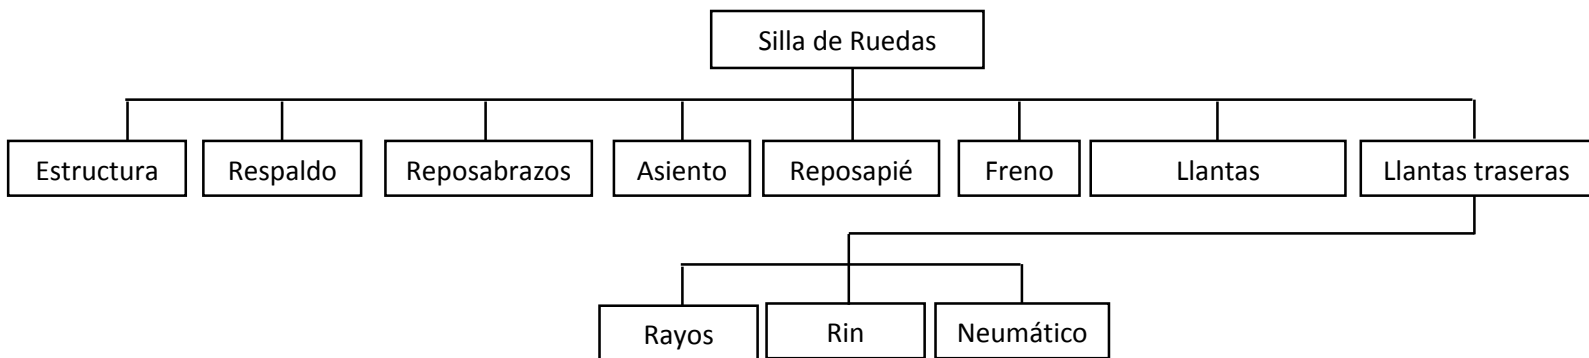 Silla de Ruedas
Estructura
Respaldo
Reposabrazos
Asiento
Reposapié
Freno
Llantas
Llantas traseras
Rayos
Rin
Neumático